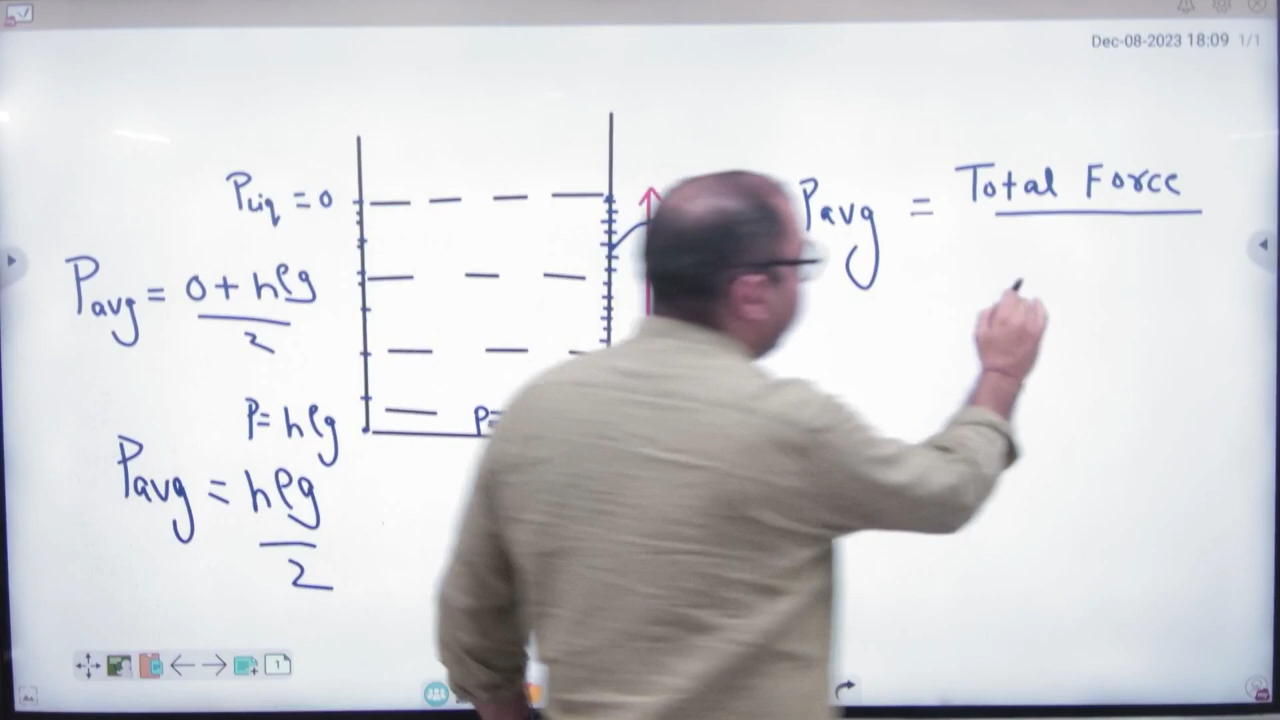 Dec-08-2023 18:09 1/1
Pliq = 0
Pavg = 0 + hρg / 2
P = hρg
Pavg = hρg / 2
P=
Pavg = Total Force
1